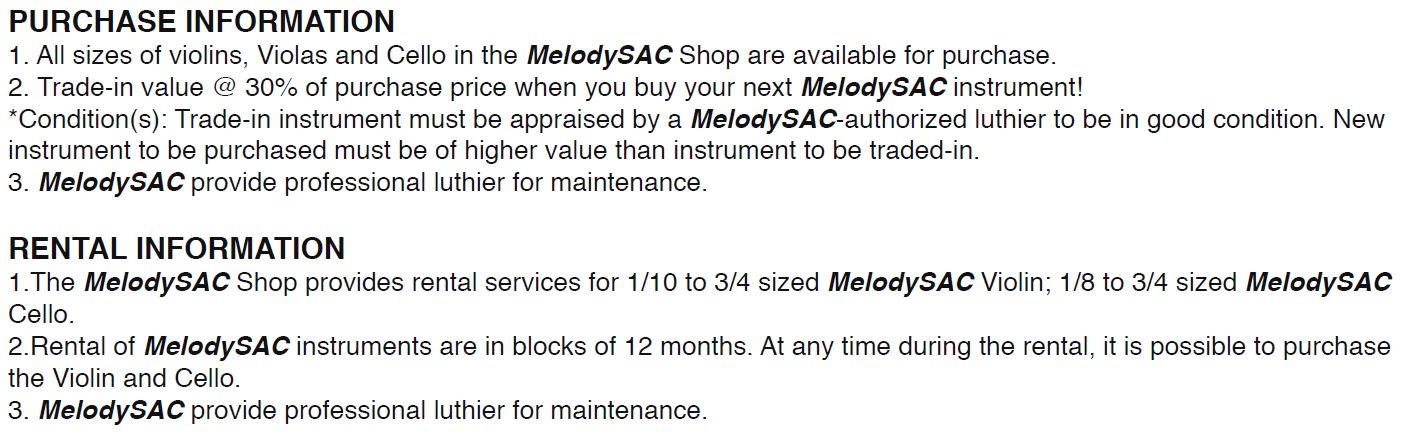 PURCHASE INFORMATION
1. All sizes of violins, Violas and Cello in the MelodySAC Shop are available for purchase.
2. Trade-in value @ 30% of purchase price when you buy your next MelodySAC instrument!
*Condition(s): Trade-in instrument must be appraised by a MelodySAC-authorized luthier to be in good condition. New
instrument to be purchased must be of higher value than instrument to be traded-in.
3. MelodySAC provide professional luthier for maintenance.
RENTAL INFORMATION
1.The MelodySAC Shop provides rental services for 1/10 to 3/4 sized MelodySAC Violin; 1/8 to 3/4 sized MelodySAC
Cello.
2.Rental of MelodySAC instruments are in blocks of 12 months. At any time during the rental, it is possible to purchase
the Violin and Cello.
3. MelodySAC provide professional luthier for maintenance.